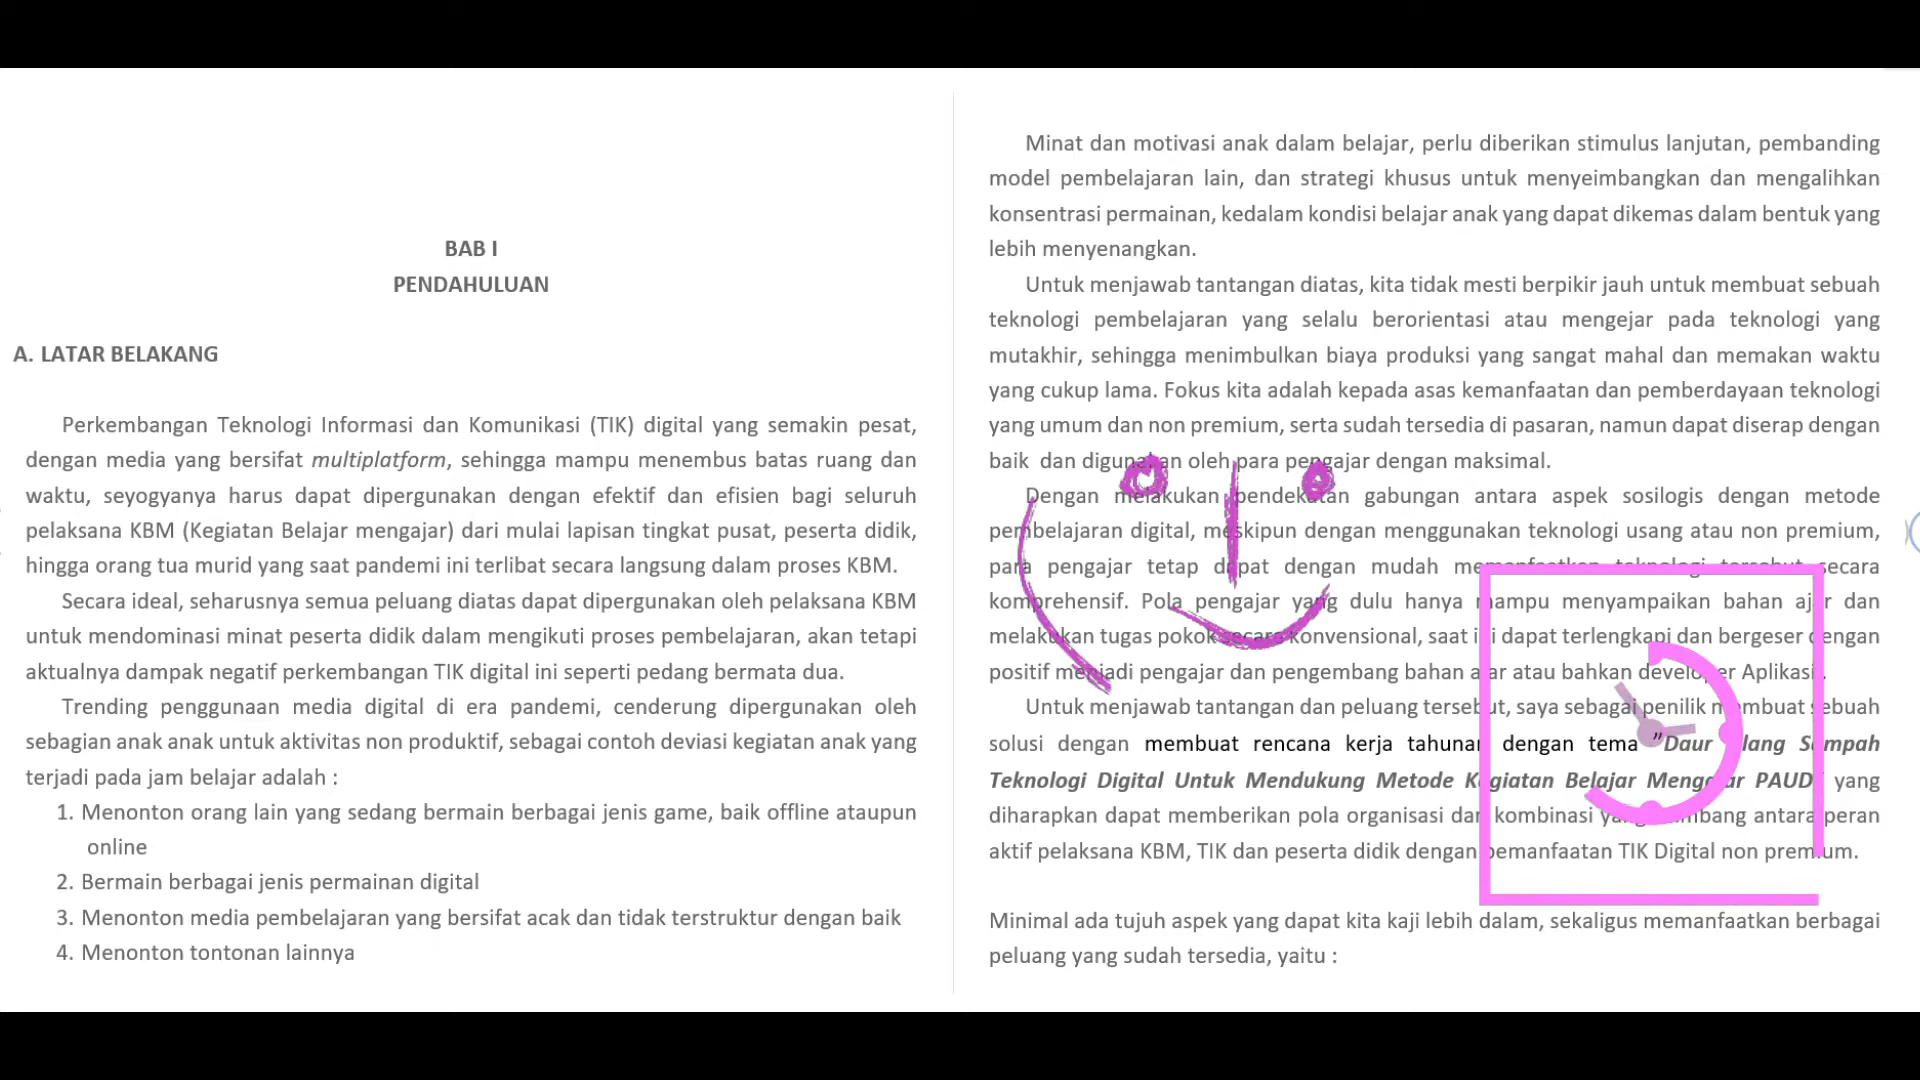 BAB I
PENDAHULUAN
A. LATAR BELAKANG
Perkembangan Teknologi Informasi dan Komunikasi (TIK) digital yang semakin pesat,
dengan media yang bersifat multiplatform, sehingga mampu menembus batas ruang dan
waktu, seyogyanya harus dapat dipergunakan dengan efektif dan efisien bagi seluruh
pelaksana KBM (Kegiatan Belajar mengajar) dari mulai lapisan tingkat pusat, peserta didik,
hingga orang tua murid yang saat pandemi ini terlibat secara langsung dalam proses KBM.
Secara ideal, seharusnya semua peluang diatas dapat dipergunakan oleh pelaksana KBM
untuk mendominasi minat peserta didik dalam mengikuti proses pembelajaran, akan tetapi
aktualnya dampak negatif perkembangan TIK digital ini seperti pedang bermata dua.
Trending penggunaan media digital di era pandemi, cenderung dipergunakan oleh
sebagian anak anak untuk aktivitas non produktif, sebagai contoh deviasi kegiatan anak yang
terjadi pada jam belajar adalah :
1. Menonton orang lain yang sedang bermain berbagai jenis game, baik offline ataupun
online
2. Bermain berbagai jenis permainan digital
3. Menonton media pembelajaran yang bersifat acak dan tidak terstruktur dengan baik
4. Menonton tontonan lainnya
Minat dan motivasi anak dalam belajar, perlu diberikan stimulus lanjutan, pembanding
model pembelajaran lain, dan strategi khusus untuk menyeimbangkan dan mengalihkan
konsentrasi permainan, kedalam kondisi belajar anak yang dapat dikemas dalam bentuk yang
lebih menyenangkan.
Untuk menjawab tantangan diatas, kita tidak mesti berpikir jauh untuk membuat sebuah
teknologi pembelajaran yang selalu berorientasi atau mengejar pada teknologi yang
mutakhir, sehingga menimbulkan biaya produksi yang sangat mahal dan memakan waktu
yang cukup lama. Fokus kita adalah kepada asas kemanfaatan dan pemberdayaan teknologi
yang umum dan non premium, serta sudah tersedia di pasaran, namun dapat diserap dengan
baik dan digunakan oleh para pengajar dengan maksimal.
Dengan melakukan pendekatan gabungan antara aspek sosilogis dengan metode
pembelajaran digital, meskipun dengan menggunakan teknologi usang atau non premium,
para pengajar tetap dapat dengan mudah memanfaatkan teknologi tersebut secara
komprehensif. Pola pengajar yang dulu hanya mampu menyampaikan bahan ajar dan
melakukan tugas pokok secara konvensional, saat ini dapat terlengkapi dan bergeser dengan
positif menjadi pengajar dan pengembang bahan ajar atau bahkan developer Aplikasi.
Untuk menjawab tantangan dan peluang tersebut, saya sebagai penilik membuat sebuah
solusi dengan membuat rencana kerja tahunan dengan tema "Daur Ulang Sampah
Teknologi Digital Untuk Mendukung Metode Kegiatan Belajar Mengajar PAUD" yang
diharapkan dapat memberikan pola organisasi dan kombinasi yang antara peran
aktif pelaksana KBM, TIK dan peserta didik dengan pemanfaatan TIK Digital non premium.
Minimal ada tujuh aspek yang dapat kita kaji lebih dalam, sekaligus memanfaatkan berbagai
peluang yang sudah tersedia, yaitu :